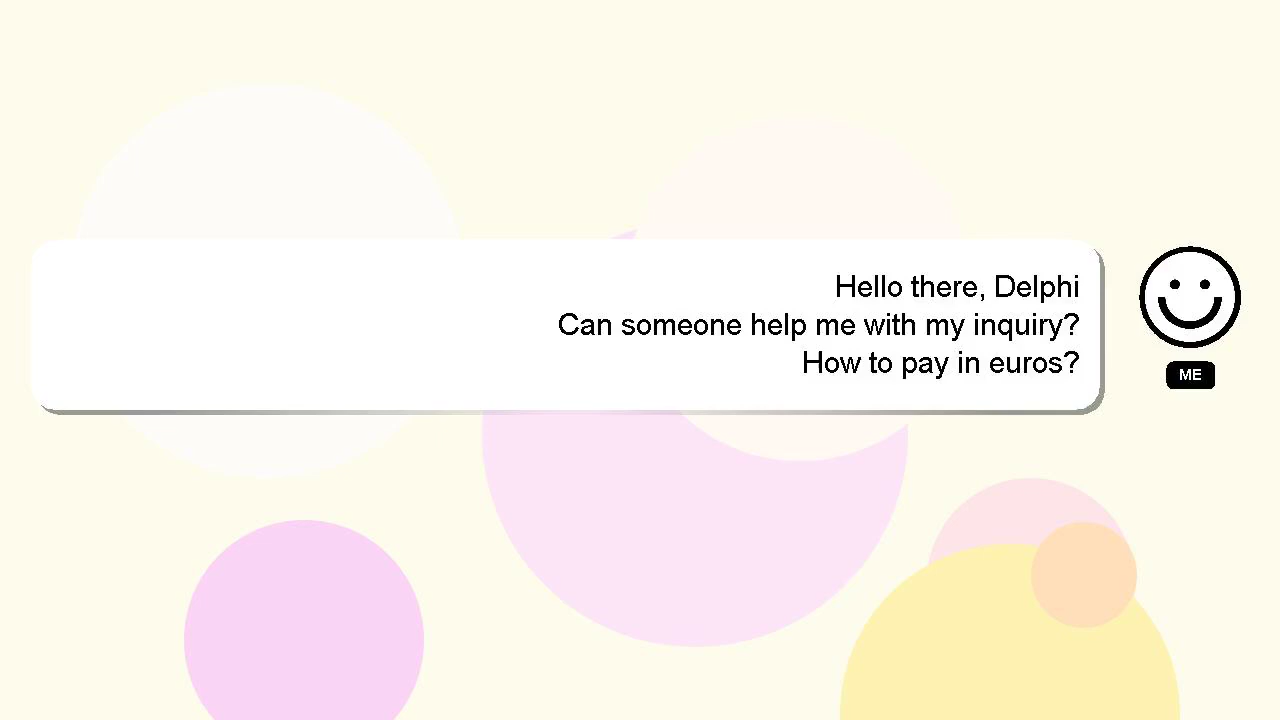 Hello there, Delphi
Can someone help me with my inquiry?
How to pay in euros?
ME